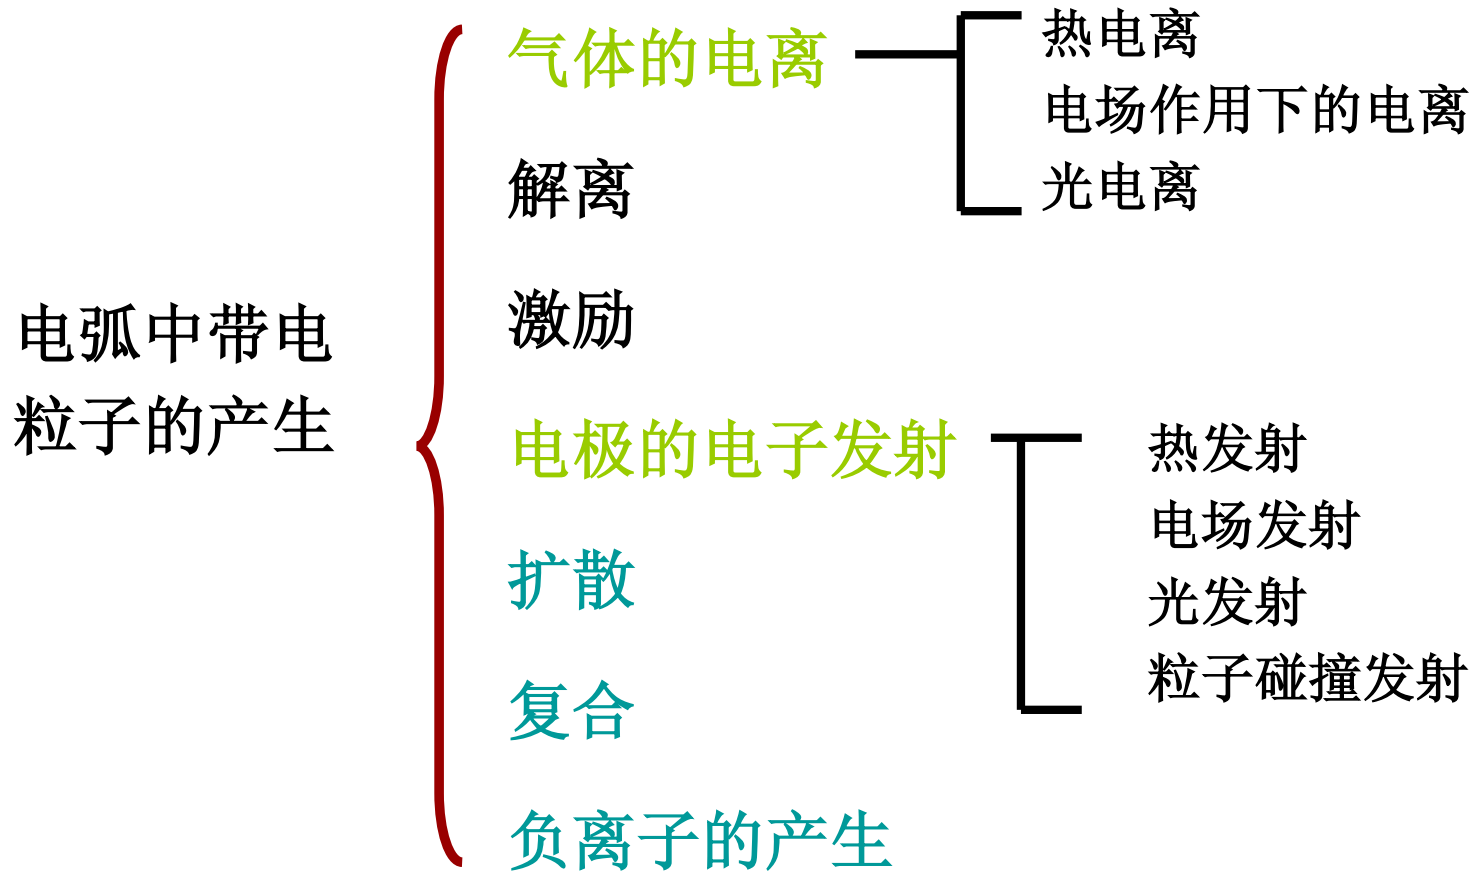 电弧中带电
粒子的产生
气体的电离
热电离
电场作用下的电离
光电离
解离
激励
电极的电子发射
热发射
电场发射
光发射
粒子碰撞发射
扩散
复合
负离子的产生